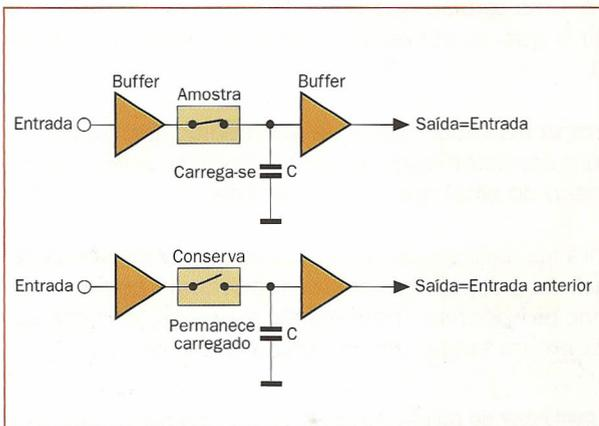 Buffer
Buffer
Amostra
Entrada
Saída=Entrada
Carrega-se
C
Conserva
Entrada
Saída=Entrada anterior
Permanece
carregado
C